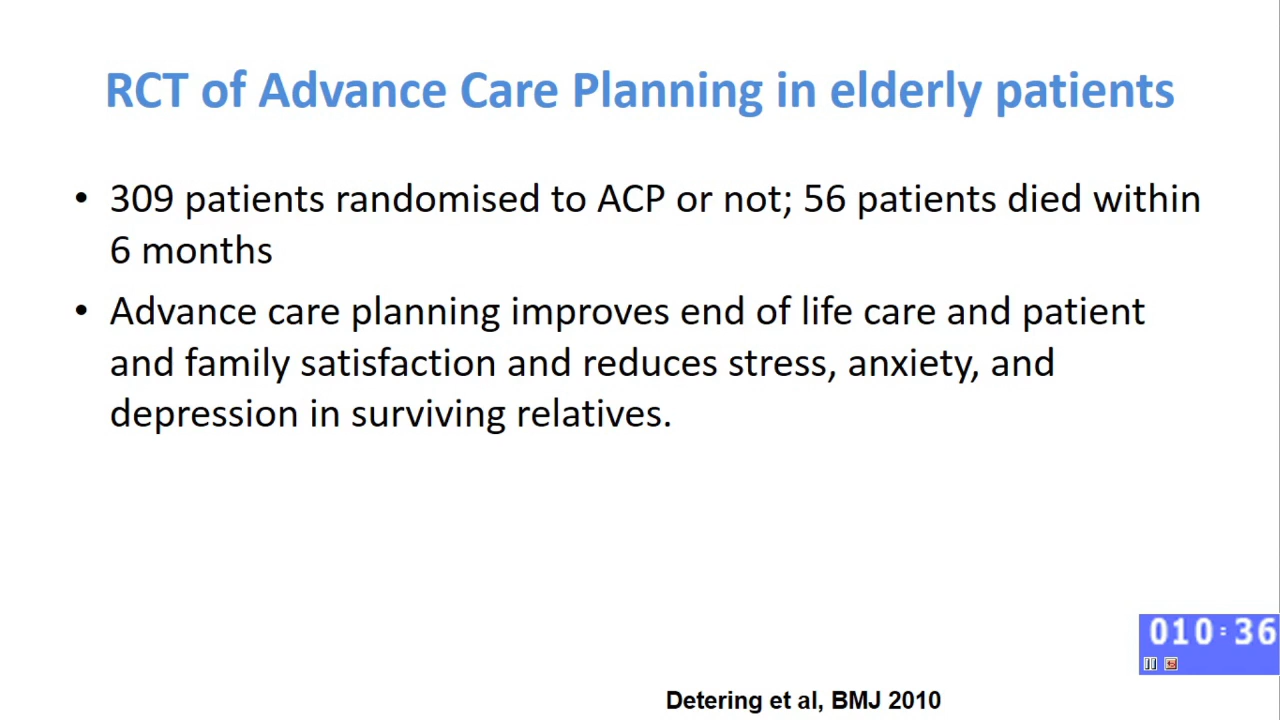 RCT of Advance Care Planning in elderly patients
• 309 patients randomised to ACP or not; 56 patients died within
6 months
• Advance care planning improves end of life care and patient
and family satisfaction and reduces stress, anxiety, and
depression in surviving relatives.
010:36
Detering et al, BMJ 2010